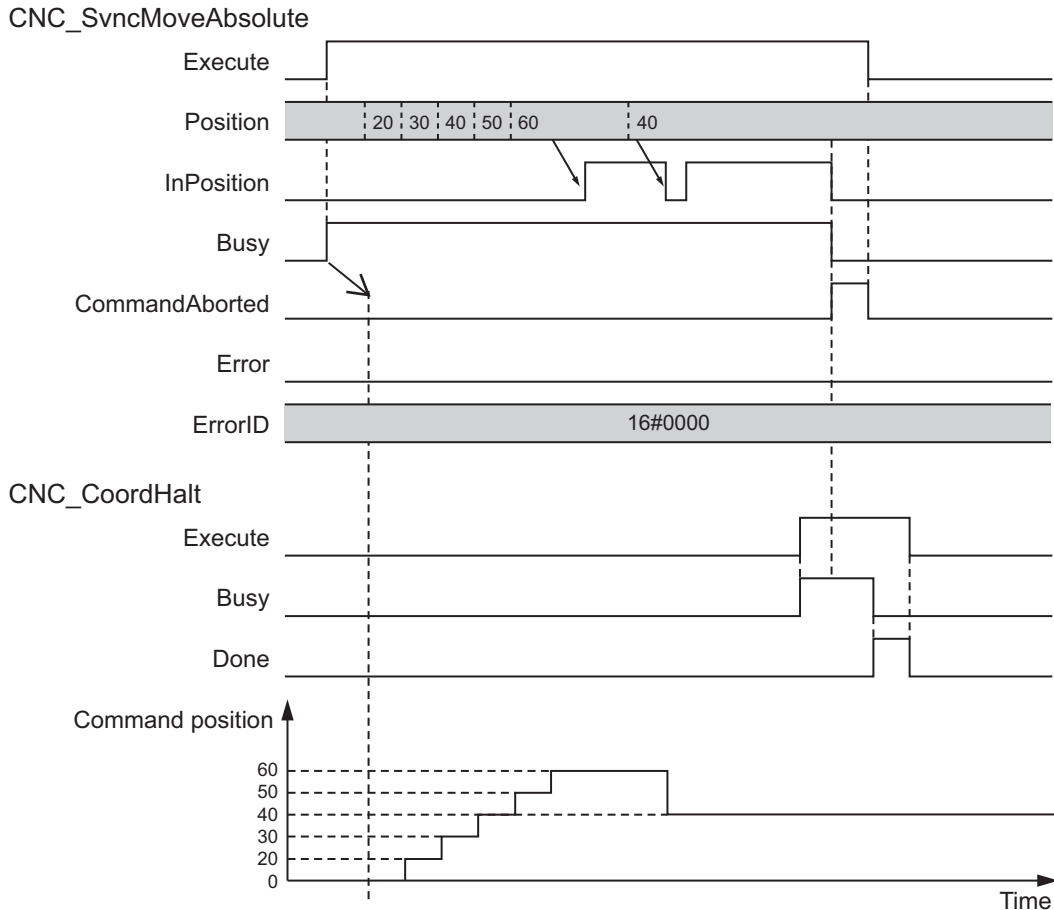 CNC_SvncMoveAbsolute
Execute
Position 20 30 40 50 60 40
InPosition
Busy
CommandAborted
Error
ErrorID 16#0000
CNC_CoordHalt
Execute
Busy
Done
Command position
60
50
40
30
20
0
Time